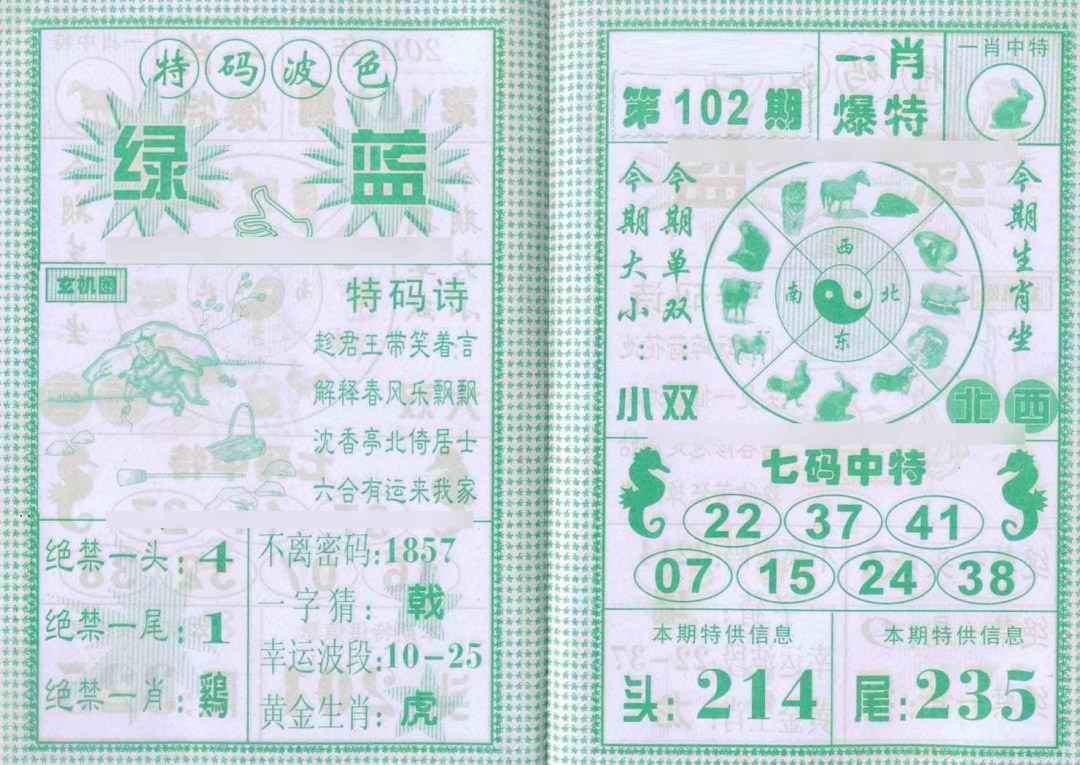 特码波色
绿 蓝
玄机图
特码诗
趁君王带笑着言
解释春风乐飘飘
沈香亭北倚居士
六合有运来我家
绝禁一头：4
绝禁一尾：1
绝禁一肖：鷄
不离密码：1857
一字猜：戟
幸运波段：10-25
黄金生肖：虎
第102期
一肖
爆特
一肖中特
今期大小：小
今期单双：双
西
南 北
东
今期生肖坐
北 西
七码中特
22 37 41
07 15 24 38
本期特供信息
头：214
本期特供信息
尾：235